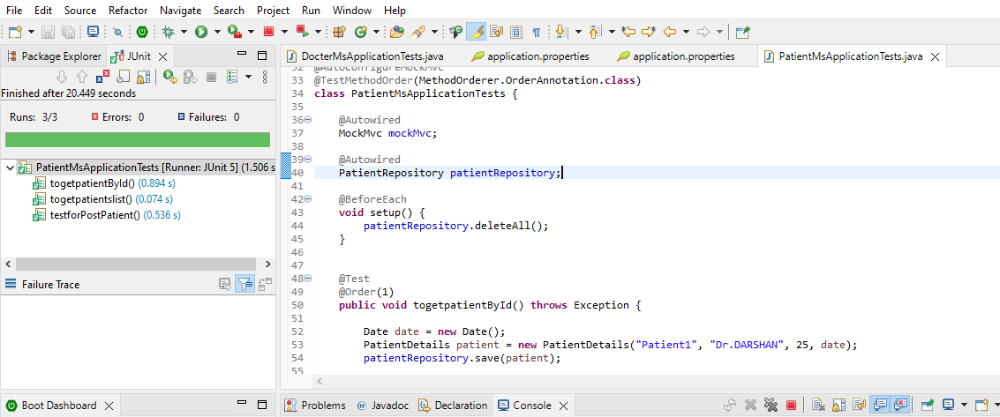 File Edit Source Refactor Navigate Search Project Run Window Help
Package Explorer JUnit
Finished after 20.449 seconds
Runs: 3/3 Errors: 0 Failures: 0
PatientMsApplicationTests [Runner: JUnit 5] (1.506 s
togetpatientById() (0.894 s)
togetpatientslist() (0.074 s)
testforPostPatient() (0.536 s)
Failure Trace
Boot Dashboard
DocterMsApplicationTests.java application.properties application.properties PatientMsApplicationTests.java
32 @AutoConfigureMockMvc
33 @TestMethodOrder(MethodOrderer.OrderAnnotation.class)
34 class PatientMsApplicationTests {
35
36 @Autowired
37 MockMvc mockMvc;
38
39 @Autowired
40 PatientRepository patientRepository;
41
42 @BeforeEach
43 void setup() {
44 patientRepository.deleteAll();
45 }
46
47
48 @Test
49 @Order(1)
50 public void togetpatientById() throws Exception {
51
52 Date date = new Date();
53 PatientDetails patient = new PatientDetails("Patient1", "Dr.DARSHAN", 25, date);
54 patientRepository.save(patient);
55
Problems Javadoc Declaration Console